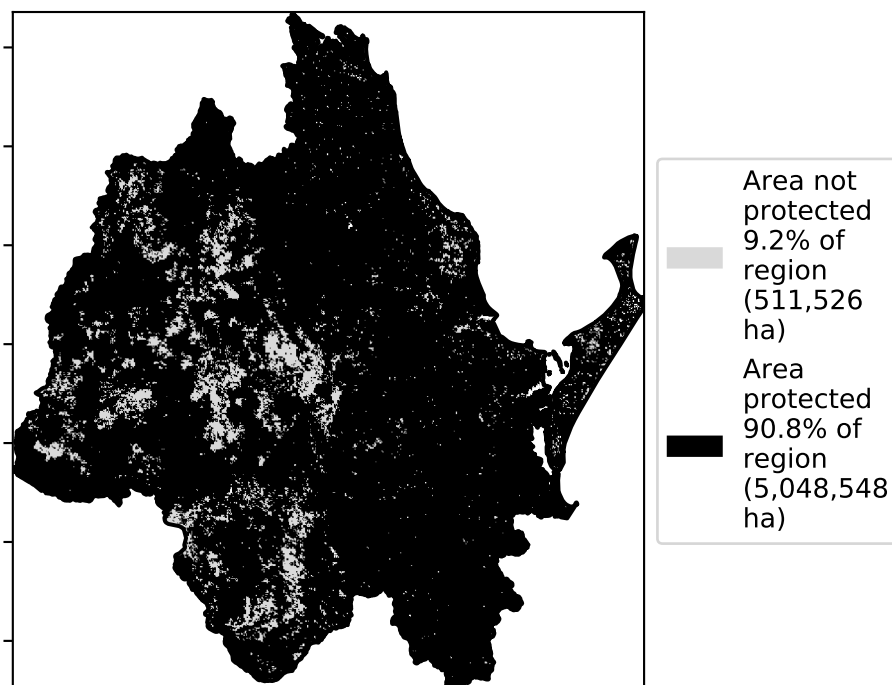 Area not
protected
9.2% of
region
(511,526
ha)
Area
protected
90.8% of
region
(5,048,548
ha)